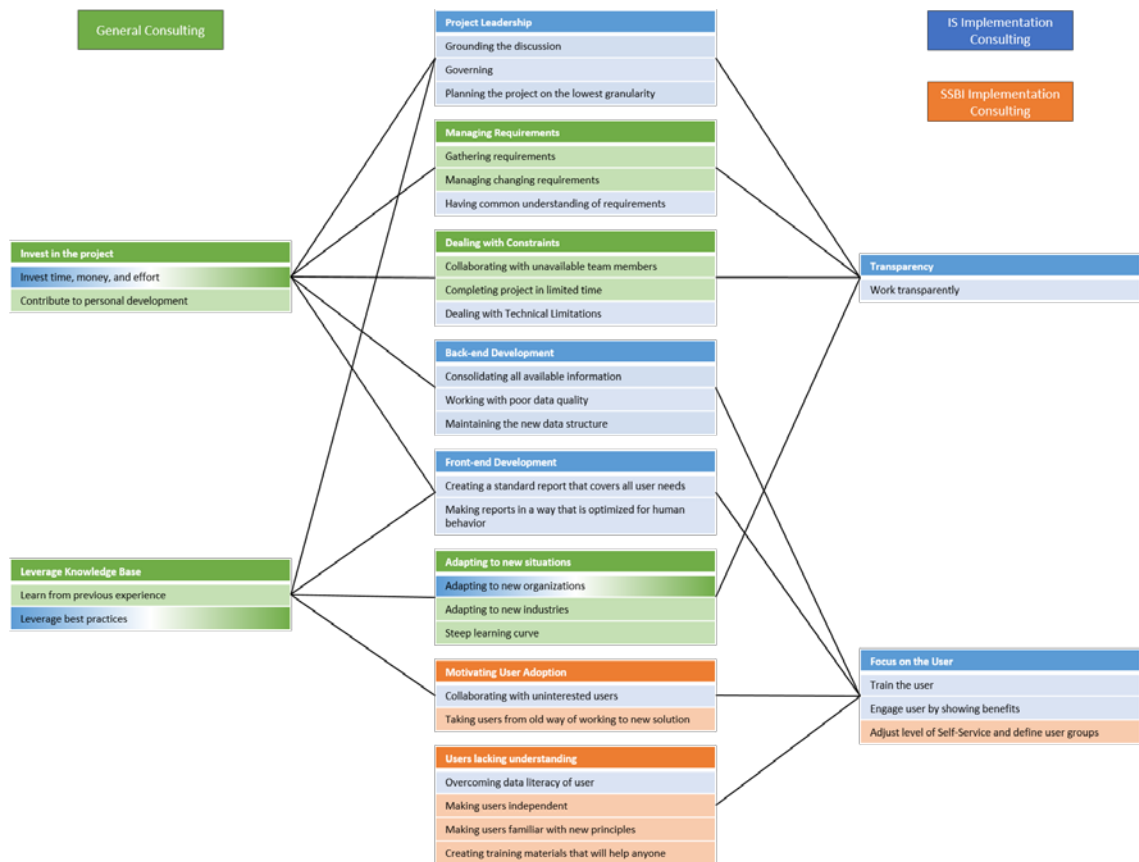 General Consulting
IS Implementation
Consulting
SSBI Implementation
Consulting
Invest in the project
Invest time, money, and effort
Contribute to personal development
Leverage Knowledge Base
Learn from previous experience
Leverage best practices
Project Leadership
Grounding the discussion
Governing
Planning the project on the lowest granularity
Managing Requirements
Gathering requirements
Managing changing requirements
Having common understanding of requirements
Dealing with Constraints
Collaborating with unavailable team members
Completing project in limited time
Dealing with Technical Limitations
Back-end Development
Consolidating all available information
Working with poor data quality
Maintaining the new data structure
Front-end Development
Creating a standard report that covers all user needs
Making reports in a way that is optimized for human
behavior
Adapting to new situations
Adapting to new organizations
Adapting to new industries
Steep learning curve
Motivating User Adoption
Collaborating with uninterested users
Taking users from old way of working to new solution
Users lacking understanding
Overcoming data literacy of user
Making users independent
Making users familiar with new principles
Creating training materials that will help anyone
Transparency
Work transparently
Focus on the User
Train the user
Engage user by showing benefits
Adjust level of Self-Service and define user groups